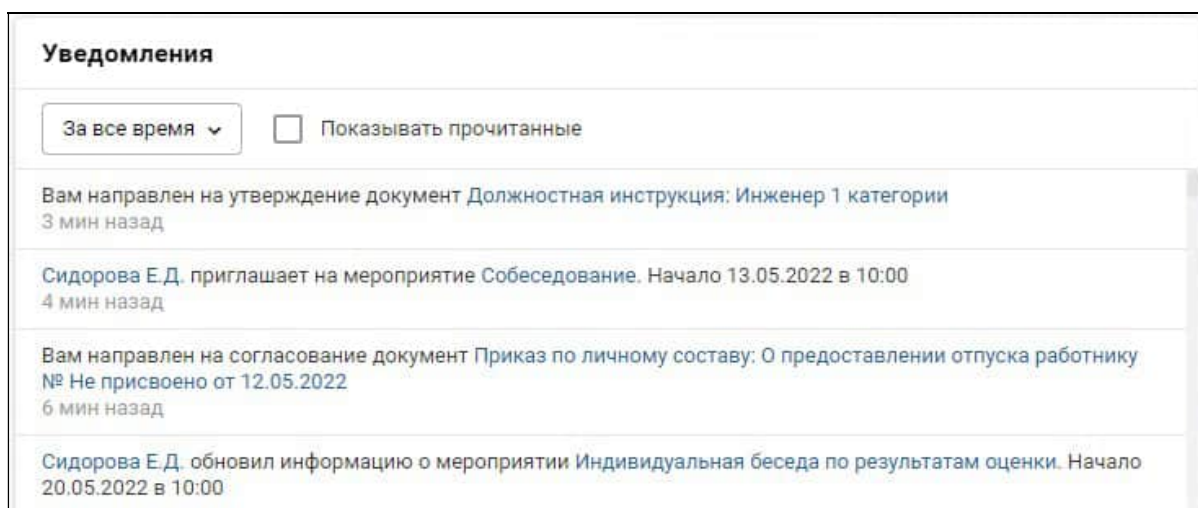 Уведомления
За все время
Показывать прочитанные
Вам направлен на утверждение документ Должностная инструкция: Инженер 1 категории
3 мин назад
Сидорова Е.Д. приглашает на мероприятие Собеседование. Начало 13.05.2022 в 10:00
4 мин назад
Вам направлен на согласование документ Приказ по личному составу: О предоставлении отпуска работнику
№ Не присвоено от 12.05.2022
6 мин назад
Сидорова Е.Д. обновил информацию о мероприятии Индивидуальная беседа по результатам оценки. Начало
20.05.2022 в 10:00